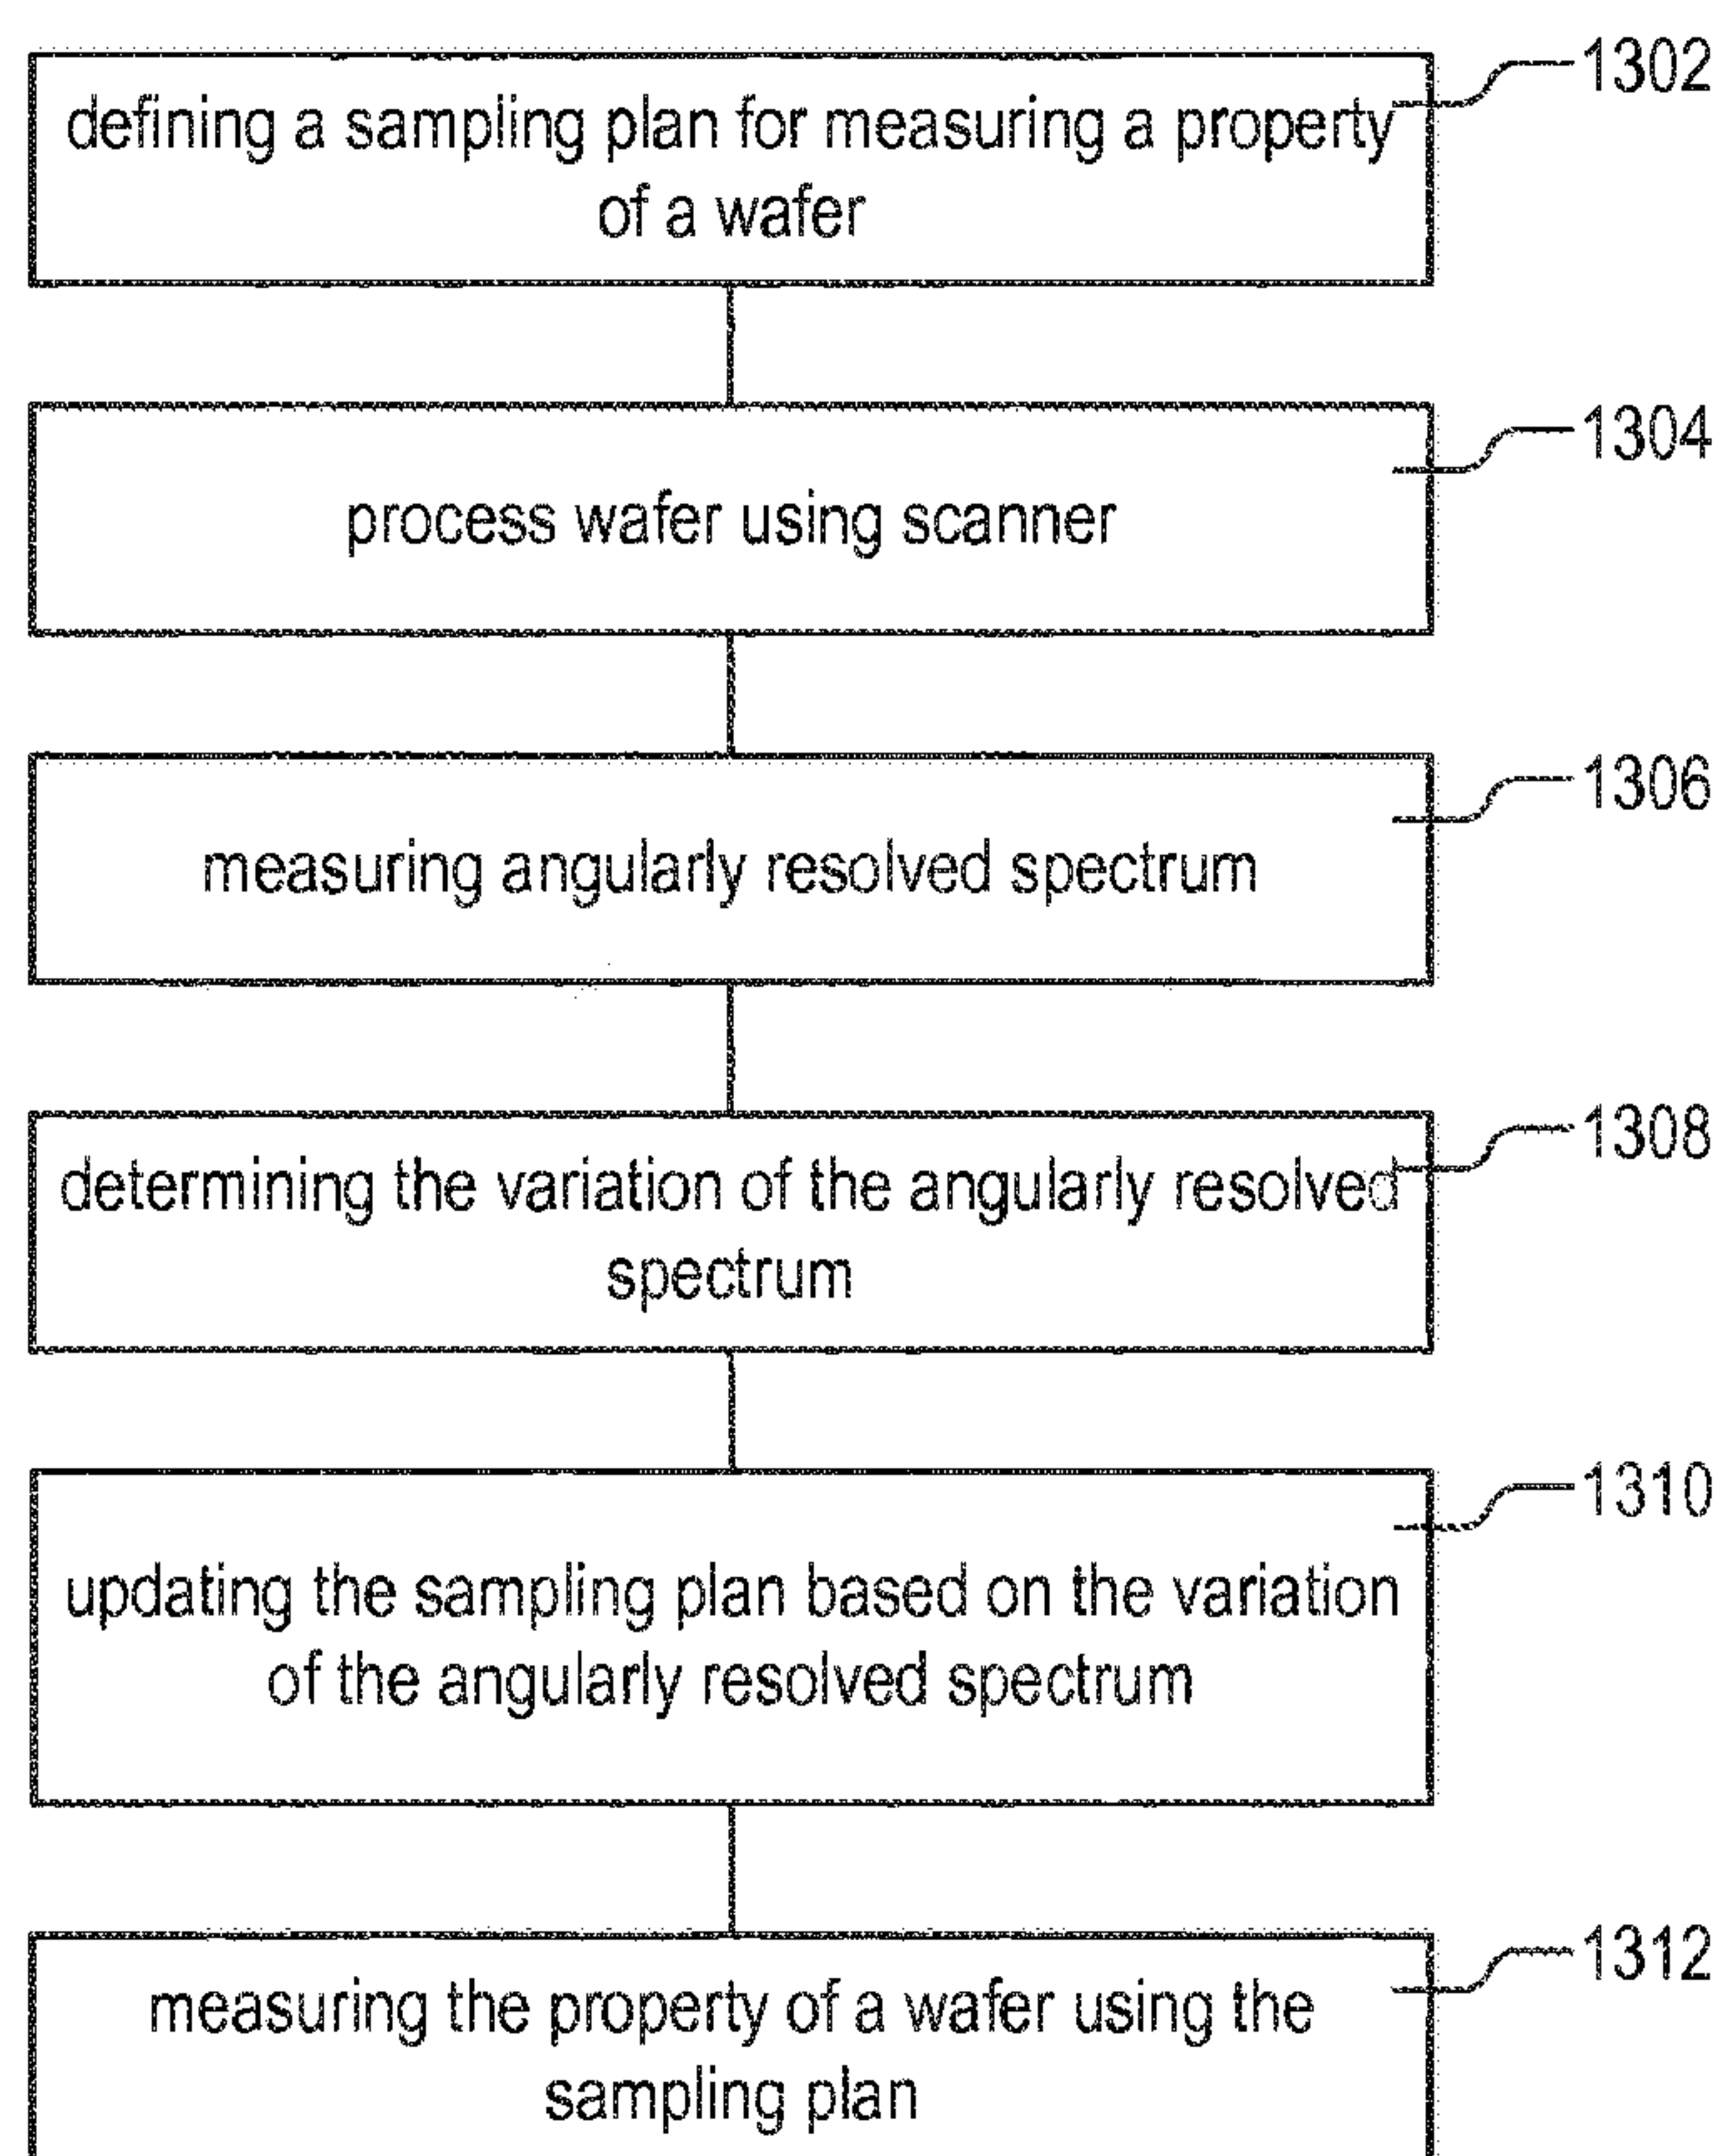 1302
defining a sampling plan for measuring a property
of a wafer
1304
process wafer using scanner
1306
measuring angularly resolved spectrum
1308
determining the variation of the angularly resolved
spectrum
1310
updating the sampling plan based on the variation
of the angularly resolved spectrum
1312
measuring the property of a wafer using the
sampling plan